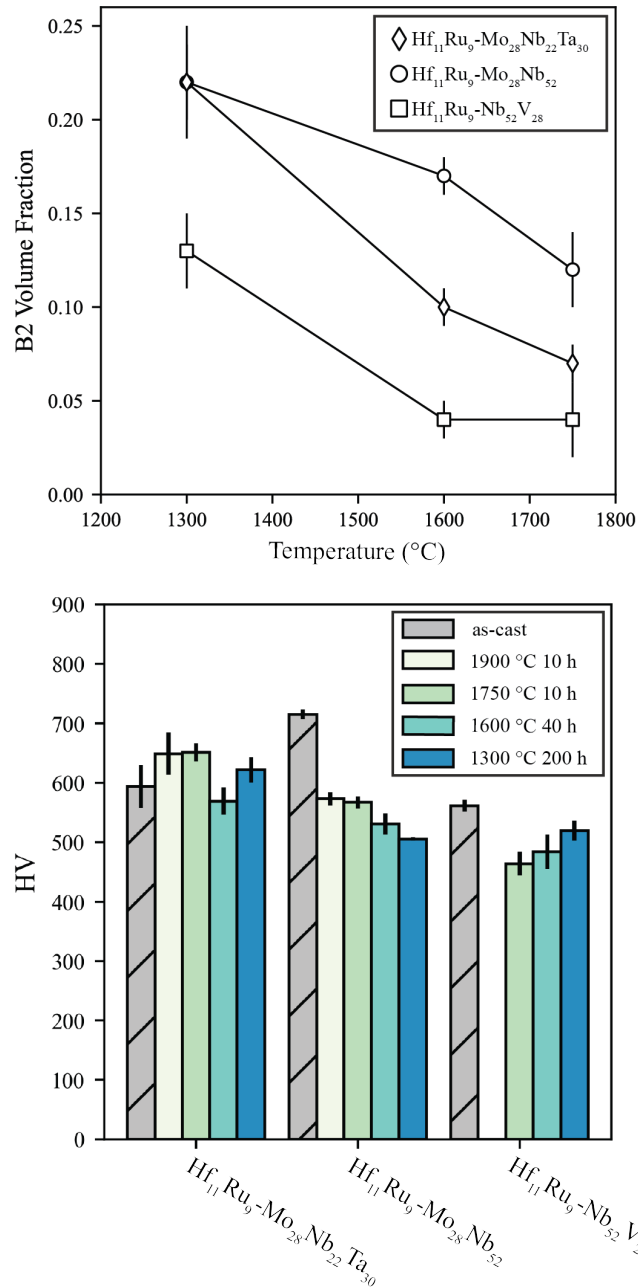 0.25
0.20
0.15
0.10
0.05
0.00
B2 Volume Fraction
Hf₁₁Ru₉-Mo₂₈Nb₂₂Ta₃₀
Hf₁₁Ru₉-Mo₂₈Nb₅₂
Hf₁₁Ru₉-Nb₅₂V₂₈
1200 1300 1400 1500 1600 1700 1800
Temperature (°C)
900
800
700
600
500
400
300
200
100
0
HV
as-cast
1900 °C 10 h
1750 °C 10 h
1600 °C 40 h
1300 °C 200 h
Hf₁₁Ru₉-Mo₂₈Nb₂₂Ta₃₀
Hf₁₁Ru₉-Mo₂₈Nb₅₂
Hf₁₁Ru₉-Nb₅₂V₂